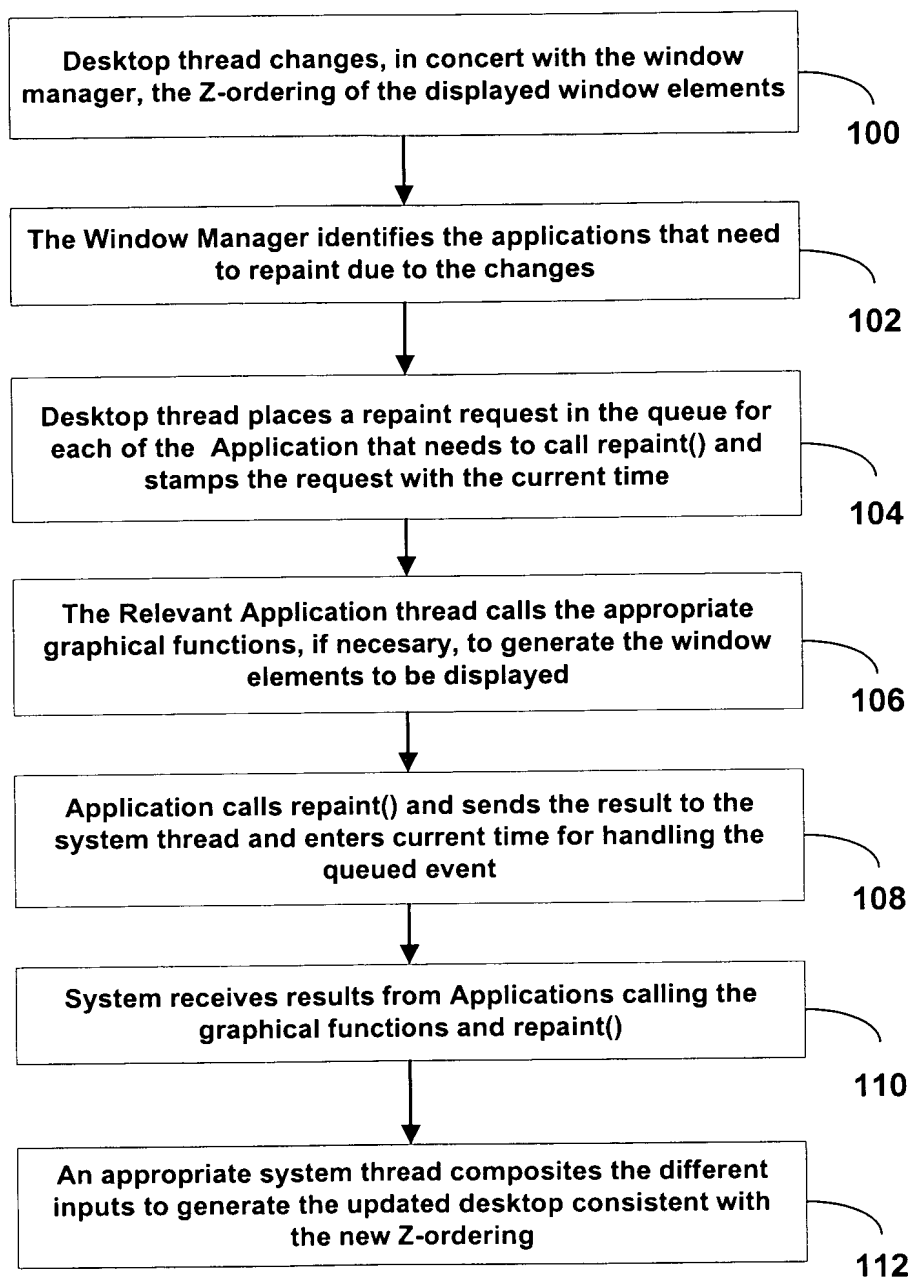 Desktop thread changes, in concert with the window
manager, the Z-ordering of the displayed window elements
100
The Window Manager identifies the applications that need
to repaint due to the changes
102
Desktop thread places a repaint request in the queue for
each of the Application that needs to call repaint() and
stamps the request with the current time
104
The Relevant Application thread calls the appropriate
graphical functions, if necesary, to generate the window
elements to be displayed
106
Application calls repaint() and sends the result to the
system thread and enters current time for handling the
queued event
108
System receives results from Applications calling the
graphical functions and repaint()
110
An appropriate system thread composites the different
inputs to generate the updated desktop consistent with
the new Z-ordering
112